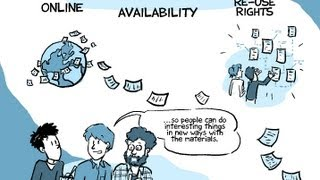 ONLINE
AVAILABILITY
RE-USE
RIGHTS
...so people can do
interesting things
in new ways with
the materials.